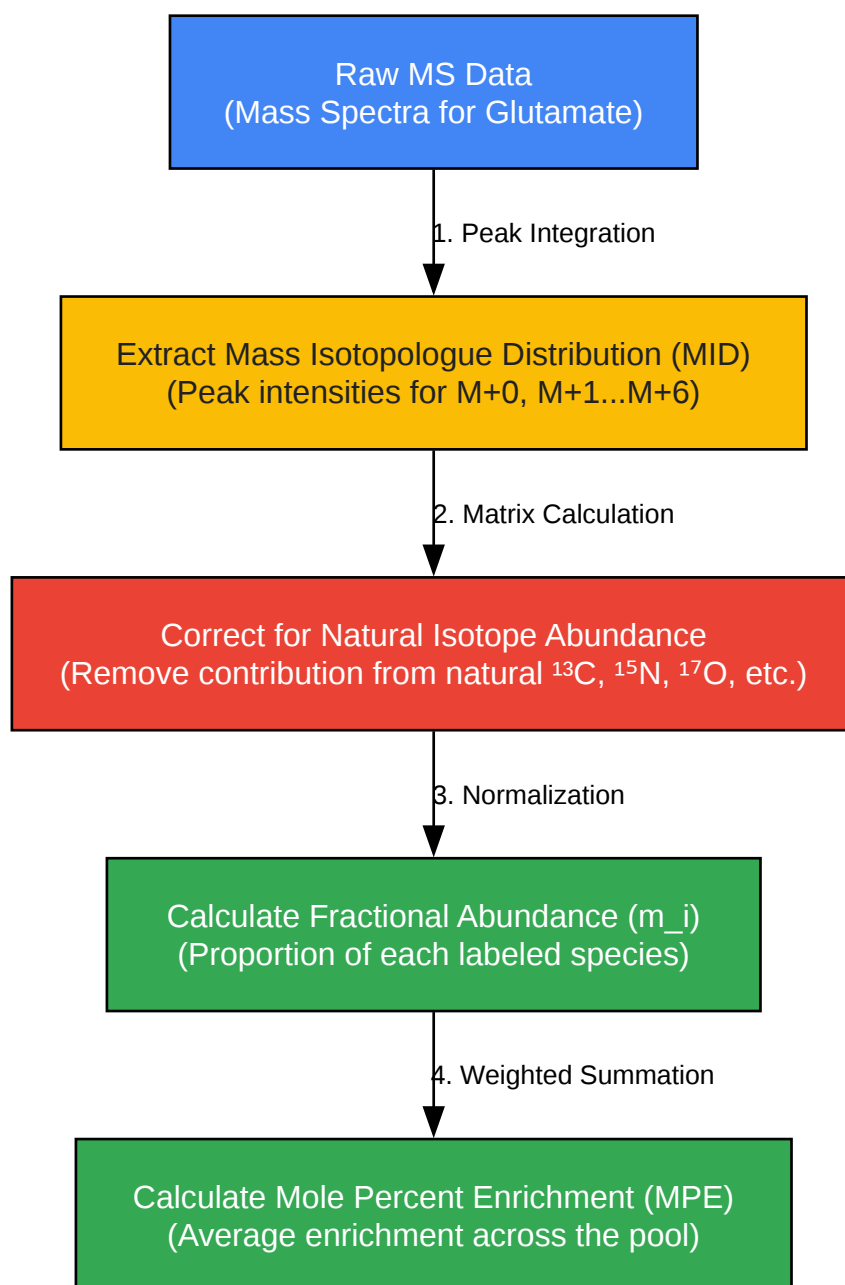 Raw MS Data
(Mass Spectra for Glutamate)
1. Peak Integration
Extract Mass Isotopologue Distribution (MID)
(Peak intensities for M+0, M+1...M+6)
2. Matrix Calculation
Correct for Natural Isotope Abundance
(Remove contribution from natural ¹³C, ¹⁵N, ¹⁷O, etc.)
3. Normalization
Calculate Fractional Abundance (m_i)
(Proportion of each labeled species)
4. Weighted Summation
Calculate Mole Percent Enrichment (MPE)
(Average enrichment across the pool)